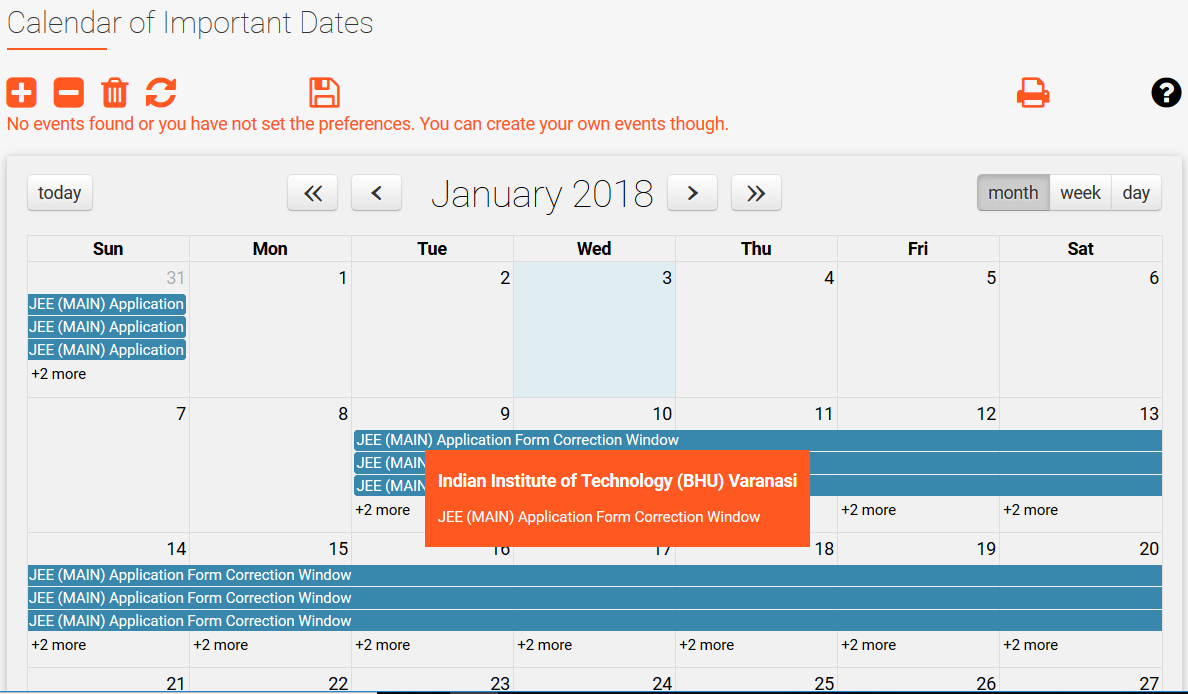 Calendar of Important Dates
No events found or you have not set the preferences. You can create your own events though.
today
January 2018
month week day
Sun Mon Tue Wed Thu Fri Sat
31 1 2 3 4 5 6
JEE (MAIN) Application
JEE (MAIN) Application
JEE (MAIN) Application
+2 more
7 8 9 10 11 12 13
JEE (MAIN) Application Form Correction Window
JEE (MAIN
JEE (MAIN
Indian Institute of Technology (BHU) Varanasi
JEE (MAIN) Application Form Correction Window
+2 more +2 more +2 more
14 15 16 17 18 19 20
JEE (MAIN) Application Form Correction Window
JEE (MAIN) Application Form Correction Window
JEE (MAIN) Application Form Correction Window
+2 more +2 more +2 more +2 more +2 more +2 more +2 more
21 22 23 24 25 26 27